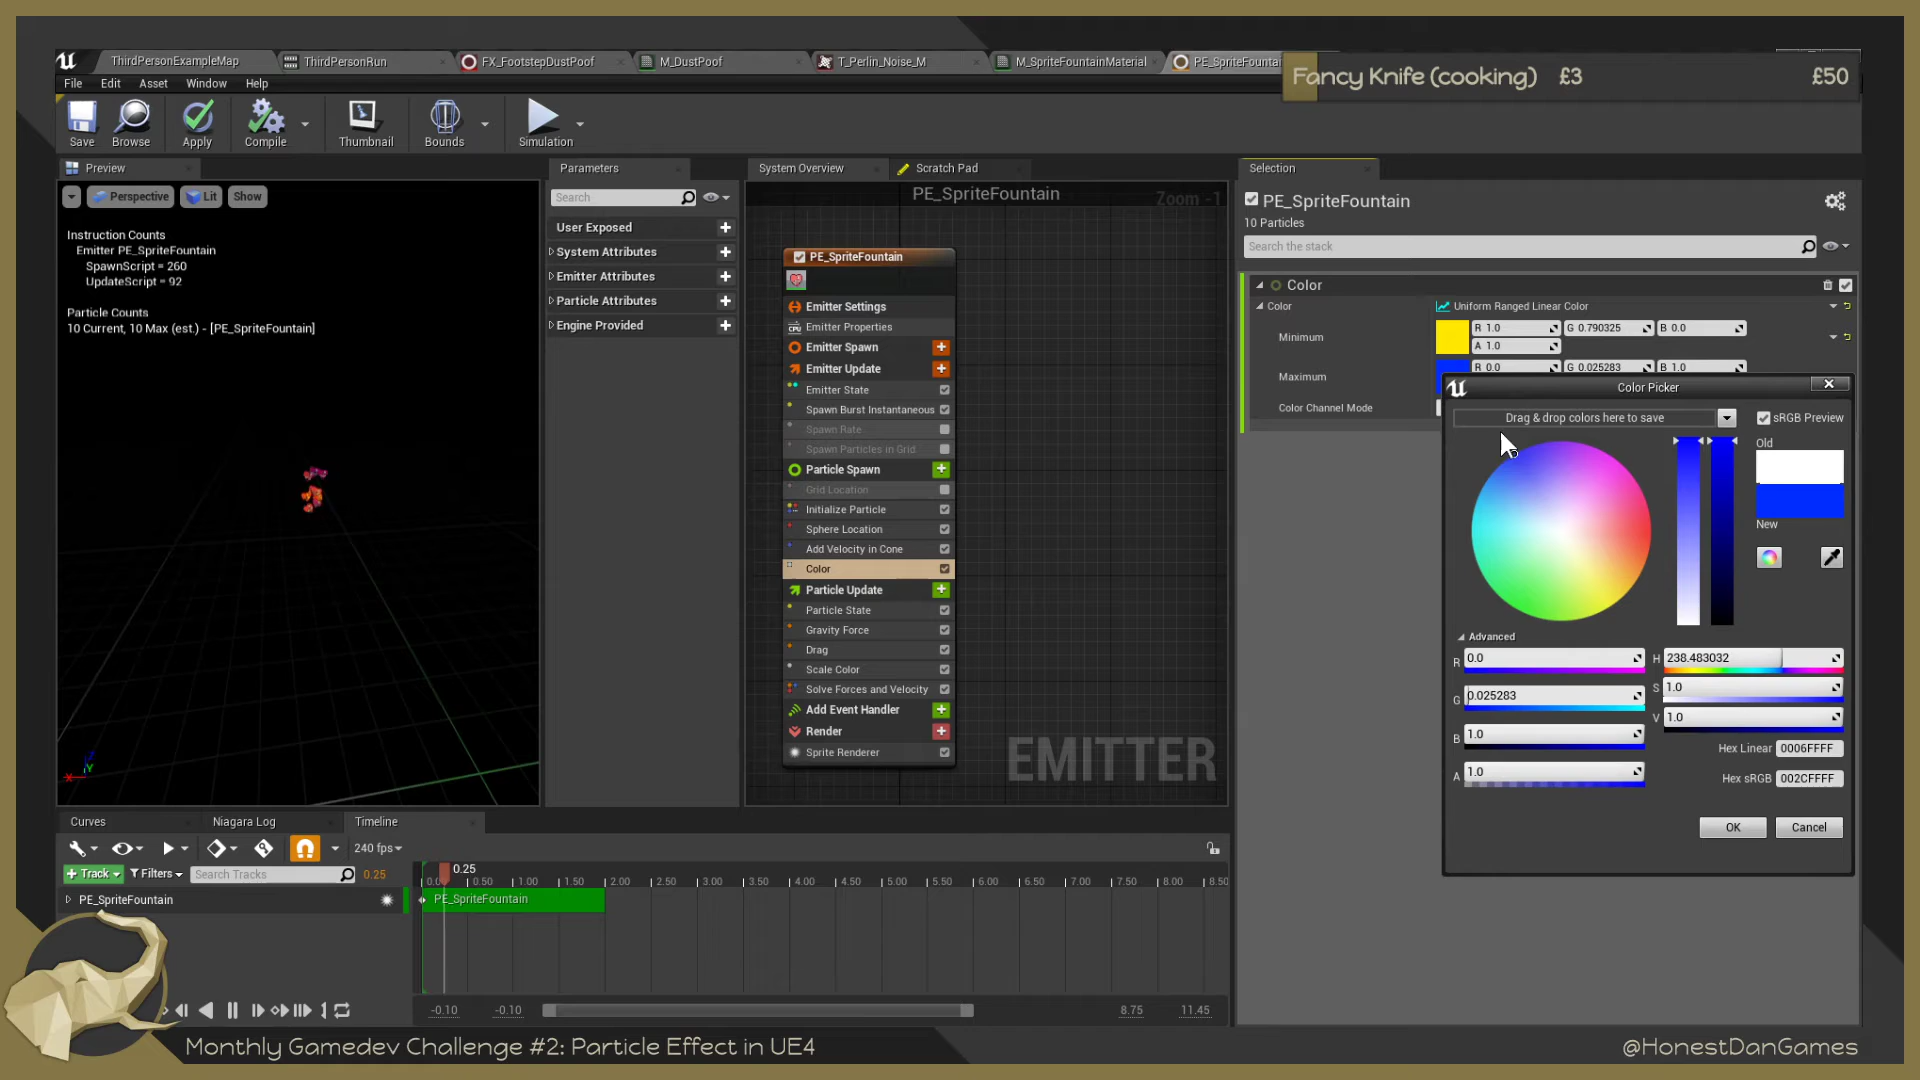 ThirdPersonExampleMap
ThirdPersonRun
FX_FootstepDustPoof
M_DustPoof
T_Perlin_Noise_M
M_SpriteFountainMaterial
PE_SpriteFountai
Fancy Knife (cooking) £3 £50
File Edit Asset Window Help
Save
Browse
Apply
Compile
Thumbnail
Bounds
Simulation
Preview
Parameters
System Overview
Scratch Pad
Selection
Perspective
Lit
Show
Search
PE_SpriteFountain
Zoom -1
PE_SpriteFountain
10 Particles
Search the stack
Instruction Counts
Emitter PE_SpriteFountain
SpawnScript = 260
UpdateScript = 92
Particle Counts
10 Current, 10 Max (est.) - [PE_SpriteFountain]
User Exposed
System Attributes
Emitter Attributes
Particle Attributes
Engine Provided
PE_SpriteFountain
Emitter Settings
CPU
Emitter Properties
Emitter Spawn
Emitter Update
Emitter State
Spawn Burst Instantaneous
Spawn Rate
Spawn Particles in Grid
Particle Spawn
Grid Location
Initialize Particle
Sphere Location
Add Velocity in Cone
Color
Particle Update
Particle State
Gravity Force
Drag
Scale Color
Solve Forces and Velocity
Add Event Handler
Render
Sprite Renderer
EMITTER
Color
Color Uniform Ranged Linear Color
Minimum R 1.0 G 0.790325 B 0.0
A 1.0
Maximum R 0.0 G 0.025283 B 1.0
Color Channel Mode
Color Picker
Drag & drop colors here to save
sRGB Preview
Old
New
Advanced
R 0.0
G 0.025283
B 1.0
A 1.0
H 238.483032
S 1.0
V 1.0
Hex Linear 0006FFFF
Hex sRGB 002CFFFF
OK
Cancel
X
Y
Curves
Niagara Log
Timeline
240 fps
Track
Filters
Search Tracks
0.25
0.25
0.00 0.50 1.00 1.50 2.00 2.50 3.00 3.50 4.00 4.50 5.00 5.50 6.00 6.50 7.00 7.50 8.00 8.50
PE_SpriteFountain
PE_SpriteFountain
-0.10 -0.10 8.75 11.45
Monthly Gamedev Challenge #2: Particle Effect in UE4
@HonestDanGames